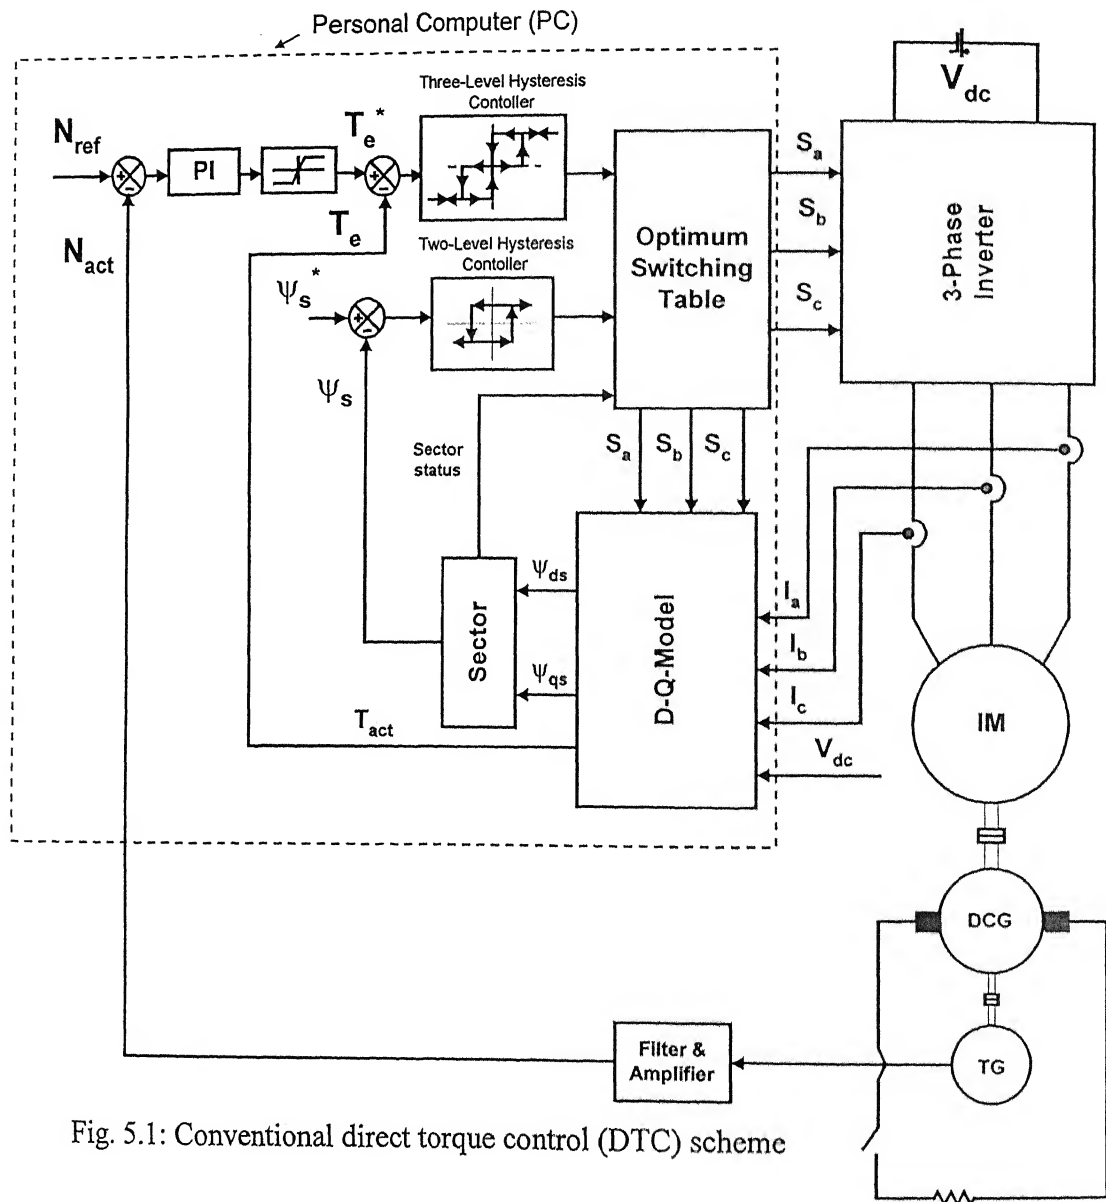 Personal Computer (PC)
Three-Level Hysteresis
Contoller
V_dc
N_ref
T_e*
PI
S_a
S_b
S_c
T_e
N_act
Two-Level Hysteresis
Contoller
Optimum
Switching
Table
3-Phase
Inverter
ψ_s*
ψ_s
Sector
status
S_a
S_b
S_c
ψ_ds
I_a
Sector
D-Q-Model
I_b
ψ_qs
I_c
T_act
V_dc
IM
DCG
Filter &
Amplifier
TG
Fig. 5.1: Conventional direct torque control (DTC) scheme